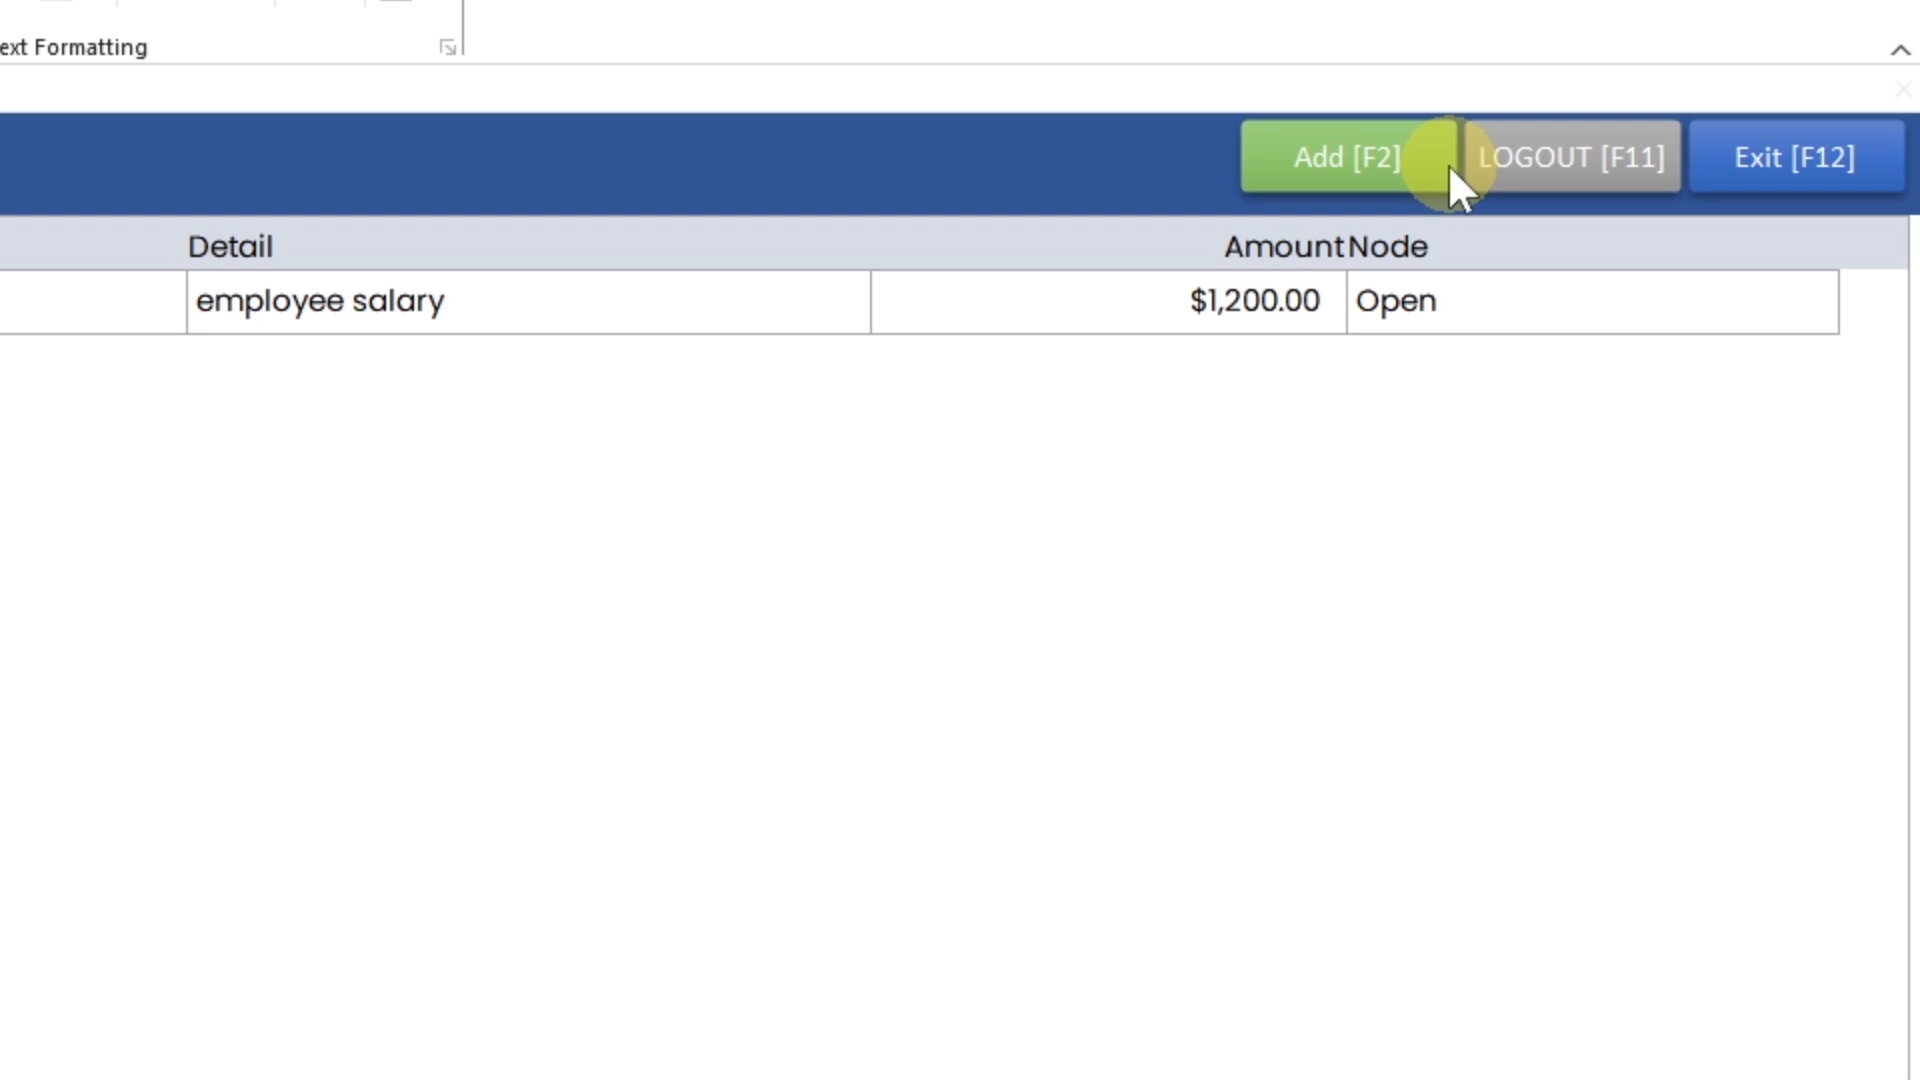 ext Formatting
Add [F2] LOGOUT [F11] Exit [F12]
Detail Amount Node
employee salary $1,200.00 Open